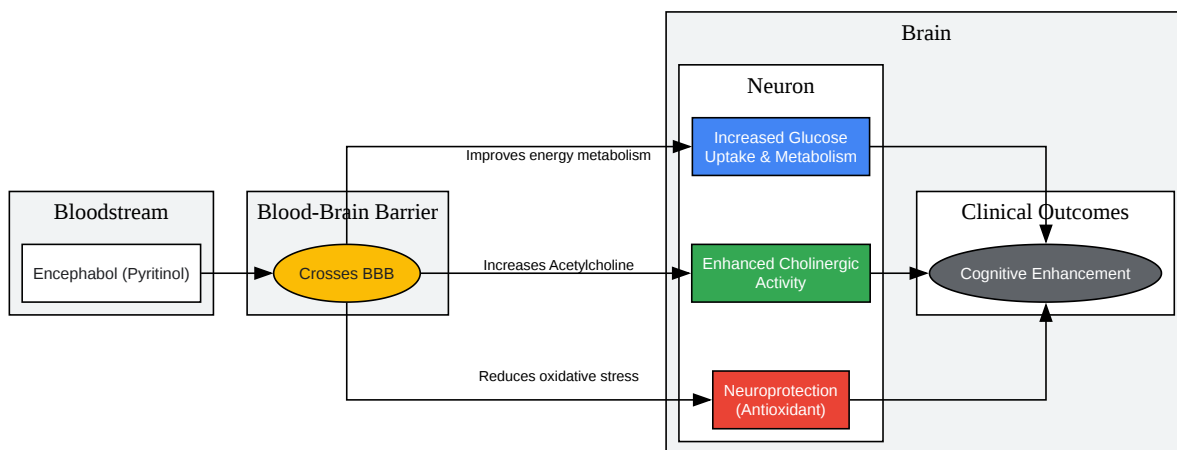 Brain
Neuron
Increased Glucose
Uptake & Metabolism
Improves energy metabolism
Bloodstream
Blood-Brain Barrier
Clinical Outcomes
Encephabol (Pyritinol)
Crosses BBB
Increases Acetylcholine
Enhanced Cholinergic
Activity
Cognitive Enhancement
Reduces oxidative stress
Neuroprotection
(Antioxidant)